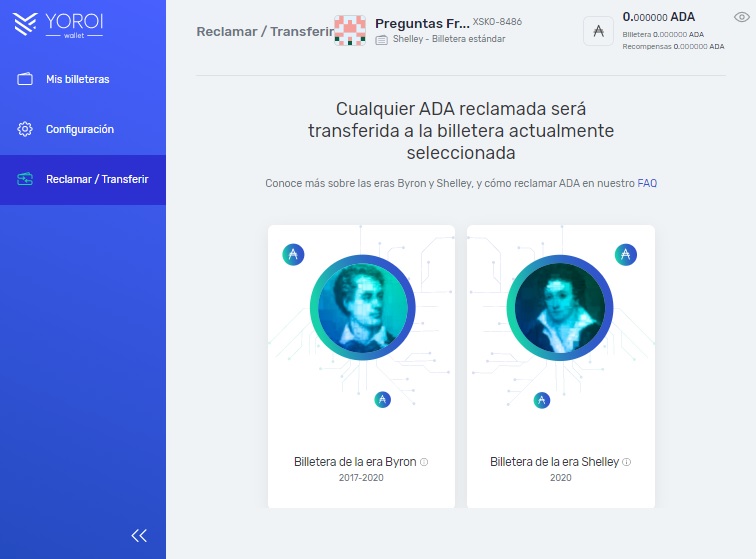 YOROI
wallet
Mis billeteras
Configuración
Reclamar / Transferir
Reclamar / Transferir
Preguntas Fr... XSKO-8486
Shelley - Billetera estándar
0.000000 ADA
Billetera 0.000000 ADA
Recompensas 0.000000 ADA
Cualquier ADA reclamada será
transferida a la billetera actualmente
seleccionada
Conoce más sobre las eras Byron y Shelley, y cómo reclamar ADA en nuestro FAQ
Billetera de la era Byron
2017-2020
Billetera de la era Shelley
2020